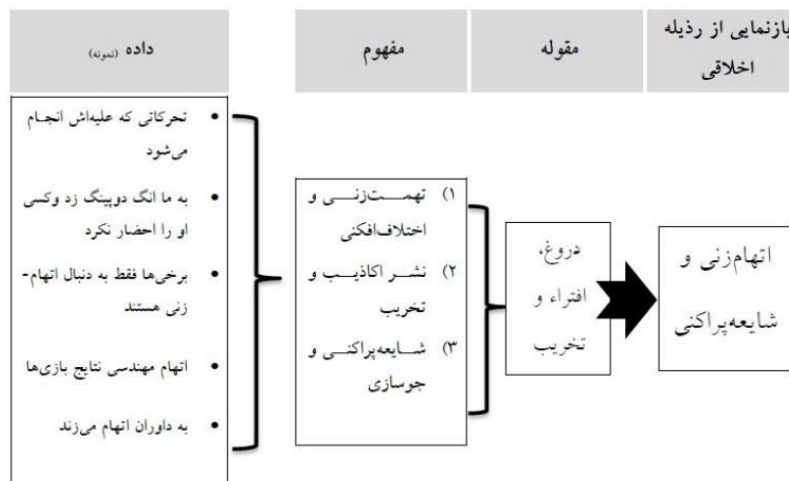 بازنمایی از رذیله
اخلاقی
مقوله
مفهوم
داده (نمونه)
اتهام‌زنی و
شایعه‌پراکنی
دروغ،
افتراء و
تخریب
۱) تهمت‌زنی و
اختلاف‌افکنی
۲) نشر اکاذیب و
تخریب
۳) شایعه‌پراکنی و
جوسازی
• تحرکاتی که علیه‌اش انجام
می‌شود
• به ما انگ دوپینگ زد وکسی
او را احضار نکرد
• برخی‌ها فقط به دنبال اتهام-
زنی هستند
• اتهام مهندسی نتایج بازی‌ها
• به داوران اتهام می‌زند